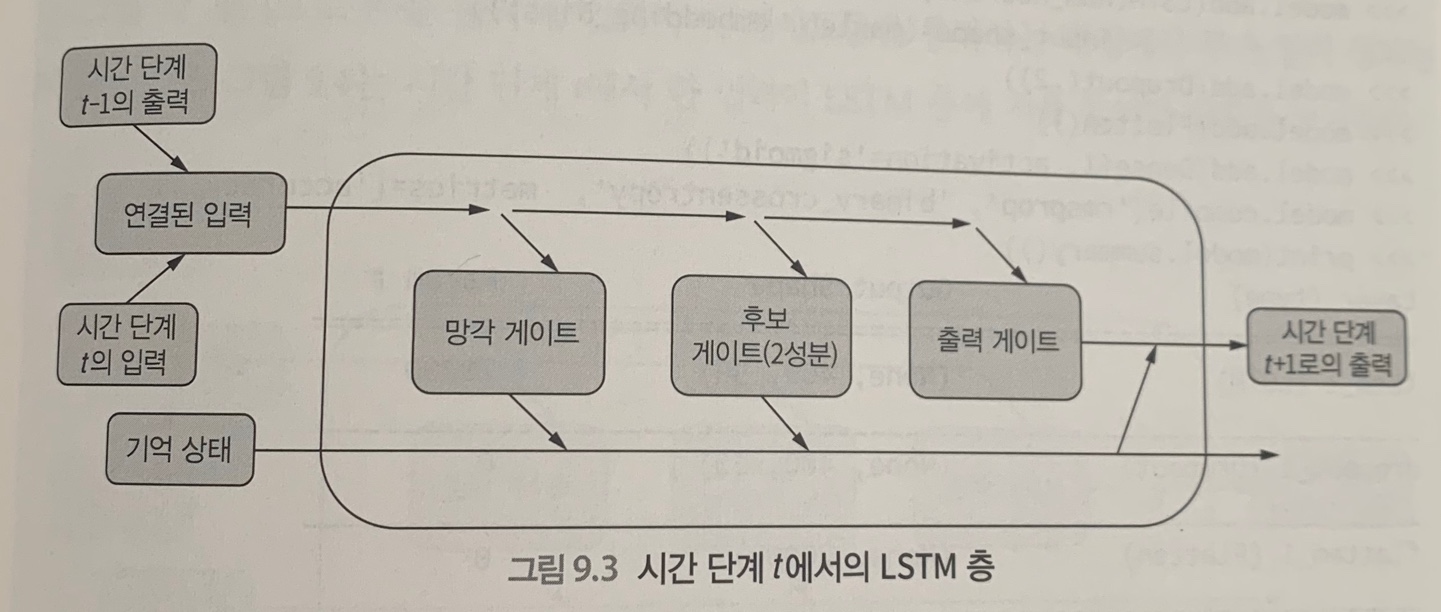 시간 단계
t-1의 출력
연결된 입력
시간 단계
t의 입력
기억 상태
망각 게이트
후보
게이트(2성분)
출력 게이트
시간 단계
t+1로의 출력
그림 9.3 시간 단계 t에서의 LSTM 층